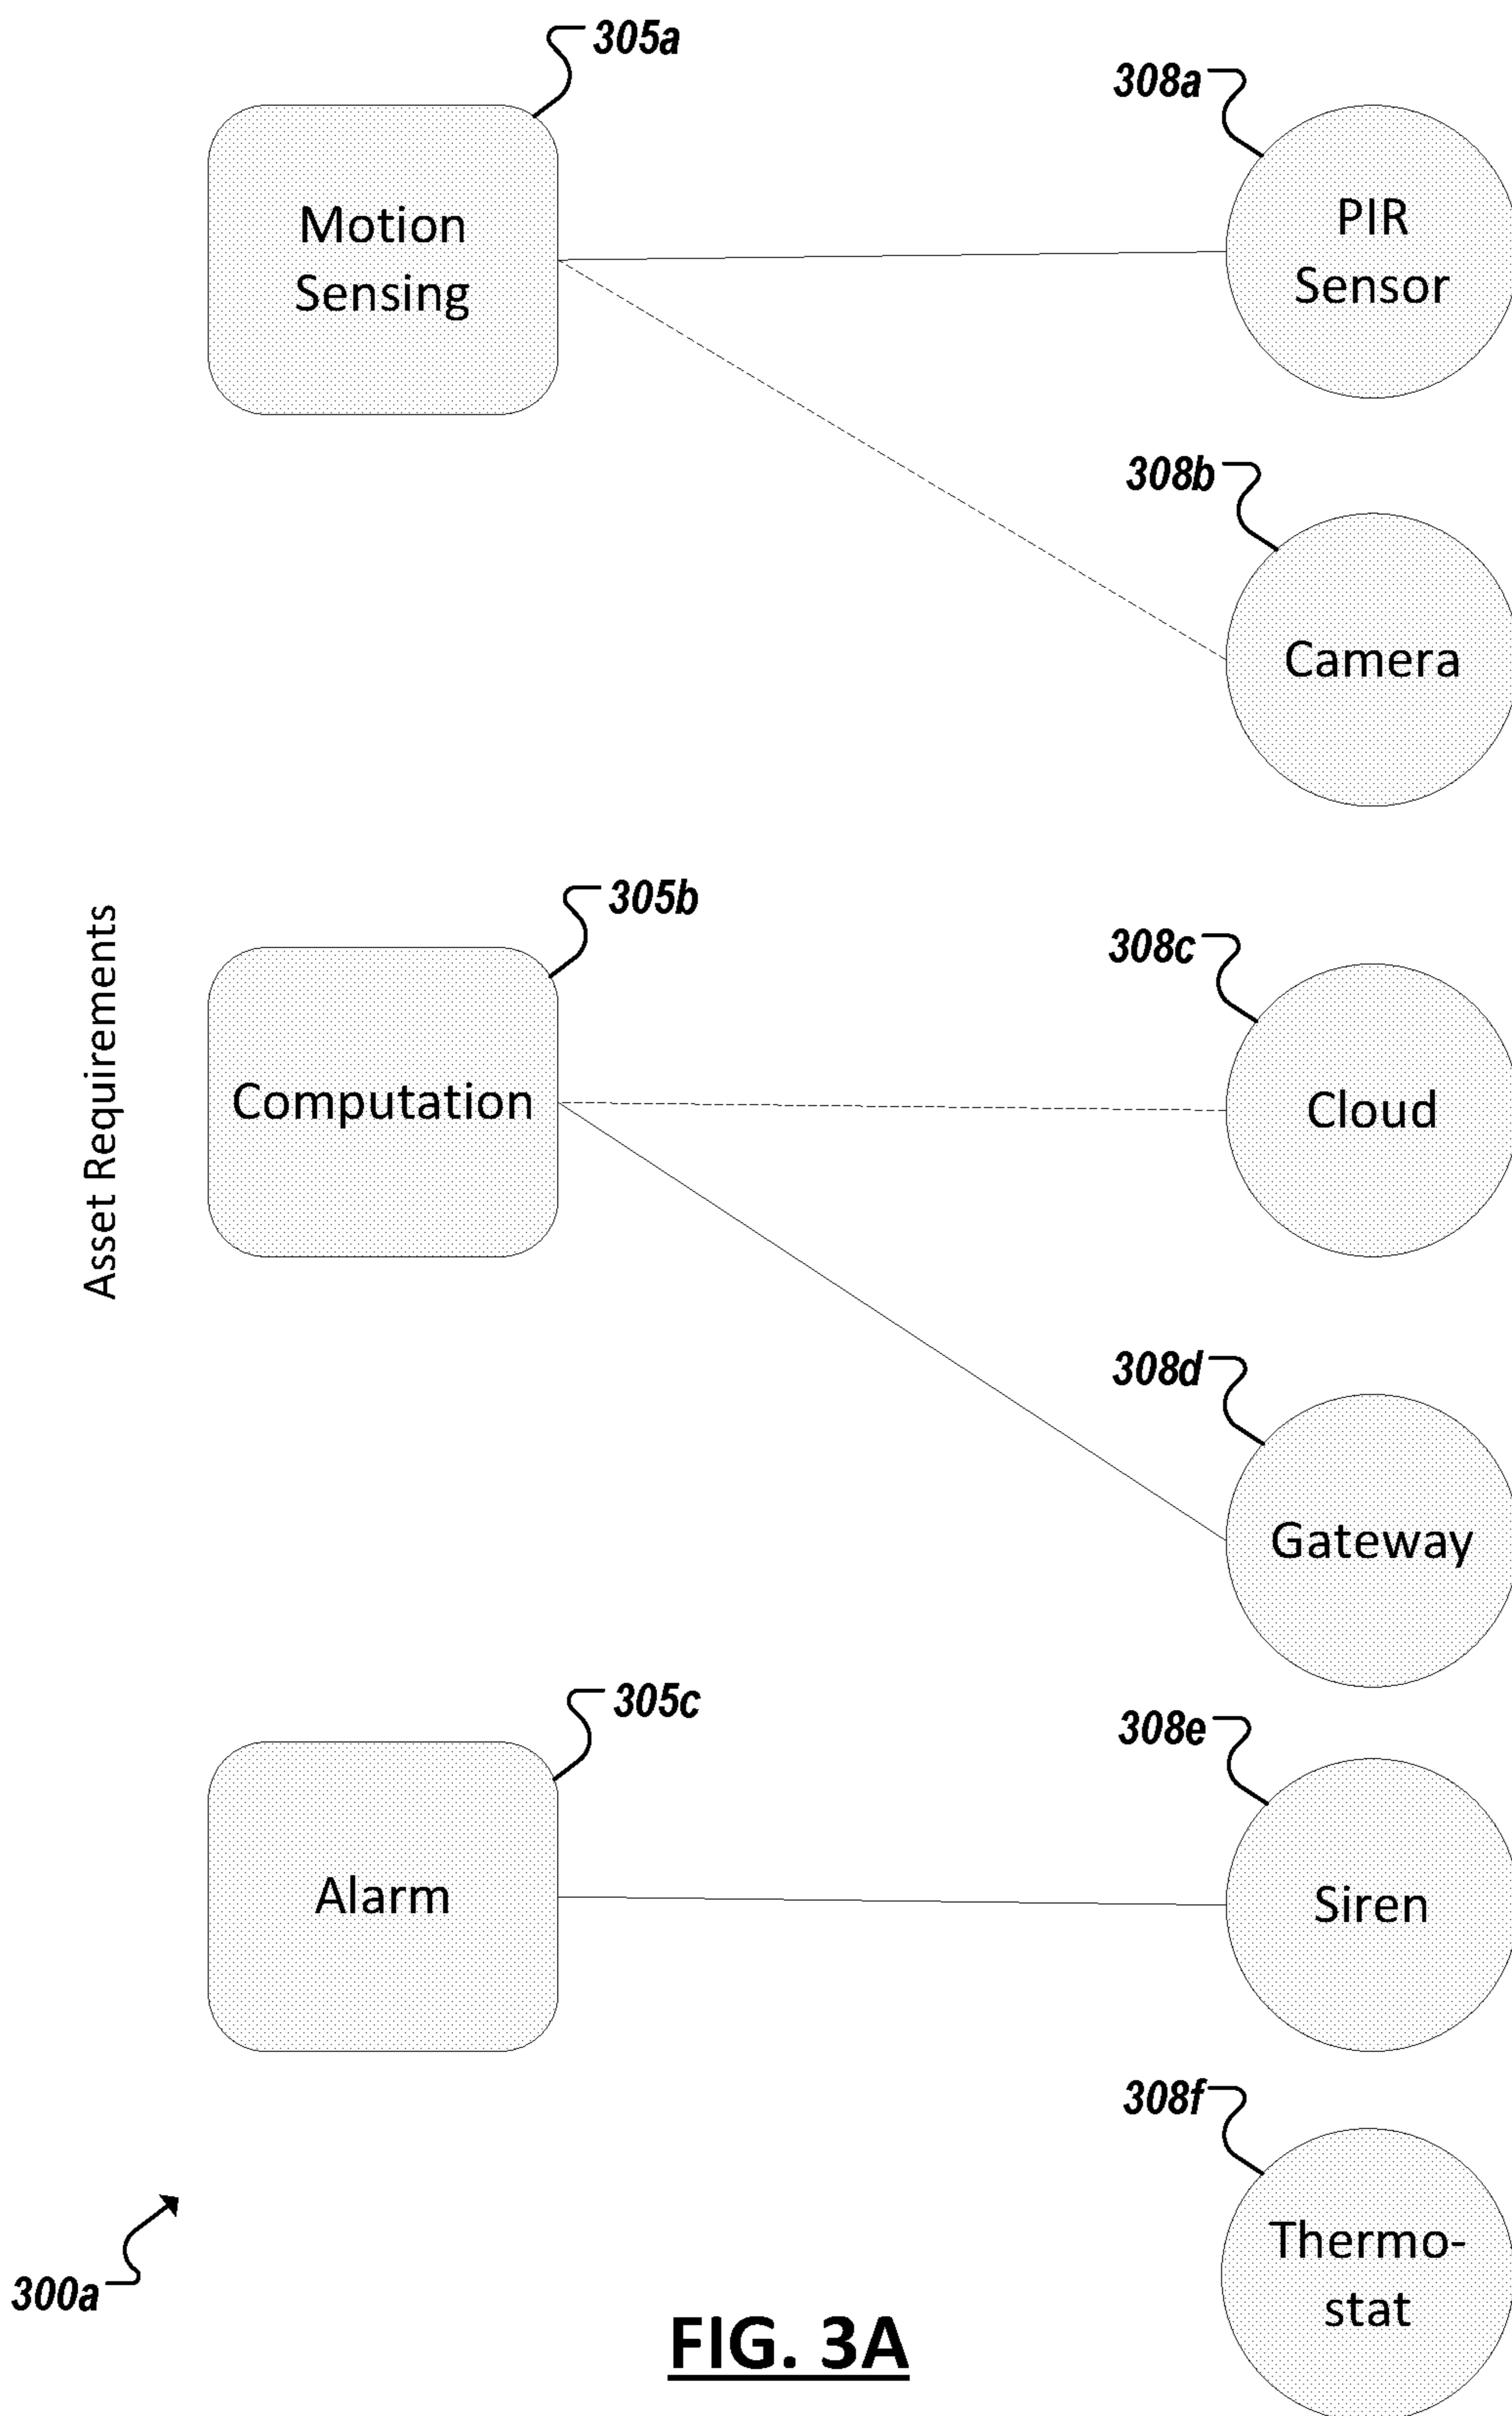 305a
308a
Motion
Sensing
PIR
Sensor
308b
Camera
Asset Requirements
305b
308c
Computation
Cloud
308d
Gateway
305c
308e
Alarm
Siren
308f
Thermo-
stat
300a
FIG. 3A